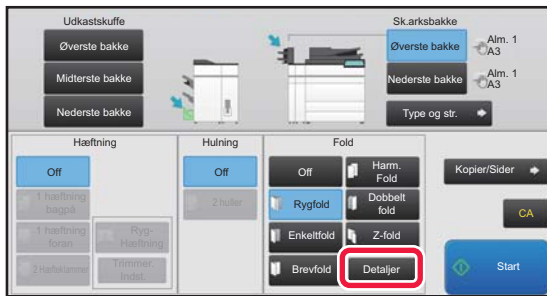 Udkastskuffe
Sk.arksbakke
Øverste bakke
Midterste bakke
Nederste bakke
Øverste bakke
Alm. 1
A3
Nederste bakke
Alm. 1
A3
Type og str.
Hæftning
Hulning
Fold
Off
1 hæftning
bagpå
1 hæftning
foran
2 Hæfteklammer
Ryg-
Hæftning
Trimmer.
Indst.
Off
2 huller
Off
Harm.
Fold
Rygfold
Dobbelt
fold
Enkeltfold
Z-fold
Brevfold
Detaljer
Kopier/Sider
CA
Start